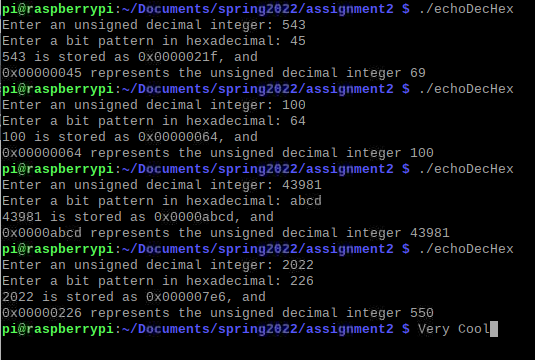 pi@raspberrypi:~/Documents/spring2022/assignment2 $ ./echoDecHex
Enter an unsigned decimal integer: 543
Enter a bit pattern in hexadecimal: 45
543 is stored as 0x0000021f, and
0x00000045 represents the unsigned decimal integer 69
pi@raspberrypi:~/Documents/spring2022/assignment2 $ ./echoDecHex
Enter an unsigned decimal integer: 100
Enter a bit pattern in hexadecimal: 64
100 is stored as 0x00000064, and
0x00000064 represents the unsigned decimal integer 100
pi@raspberrypi:~/Documents/spring2022/assignment2 $ ./echoDecHex
Enter an unsigned decimal integer: 43981
Enter a bit pattern in hexadecimal: abcd
43981 is stored as 0x0000abcd, and
0x0000abcd represents the unsigned decimal integer 43981
pi@raspberrypi:~/Documents/spring2022/assignment2 $ ./echoDecHex
Enter an unsigned decimal integer: 2022
Enter a bit pattern in hexadecimal: 226
2022 is stored as 0x000007e6, and
0x00000226 represents the unsigned decimal integer 550
pi@raspberrypi:~/Documents/spring2022/assignment2 $ Very Cool